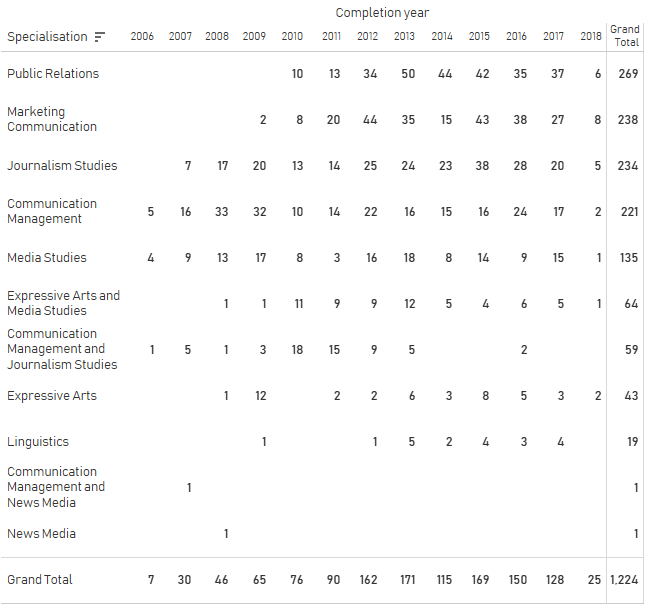 Completion year
Specialisation 2006 2007 2008 2009 2010 2011 2012 2013 2014 2015 2016 2017 2018 Grand
Total
Public Relations 10 13 34 50 44 42 35 37 6 269
Marketing
Communication 2 8 20 44 35 15 43 38 27 8 238
Journalism Studies 7 17 20 13 14 25 24 23 38 28 20 5 234
Communication
Management 5 16 33 32 10 14 22 16 15 16 24 17 2 221
Media Studies 4 9 13 17 8 3 16 18 8 14 9 15 1 135
Expressive Arts and
Media Studies 1 1 11 9 9 12 5 4 6 5 1 64
Communication
Management and 1 5 1 3 18 15 9 5 2 59
Journalism Studies
Expressive Arts 1 12 2 2 6 3 8 5 3 2 43
Linguistics 1 1 5 2 4 3 4 19
Communication
Management and 1 1
News Media
News Media 1 1
Grand Total 7 30 46 65 76 90 162 171 115 169 150 128 25 1,224